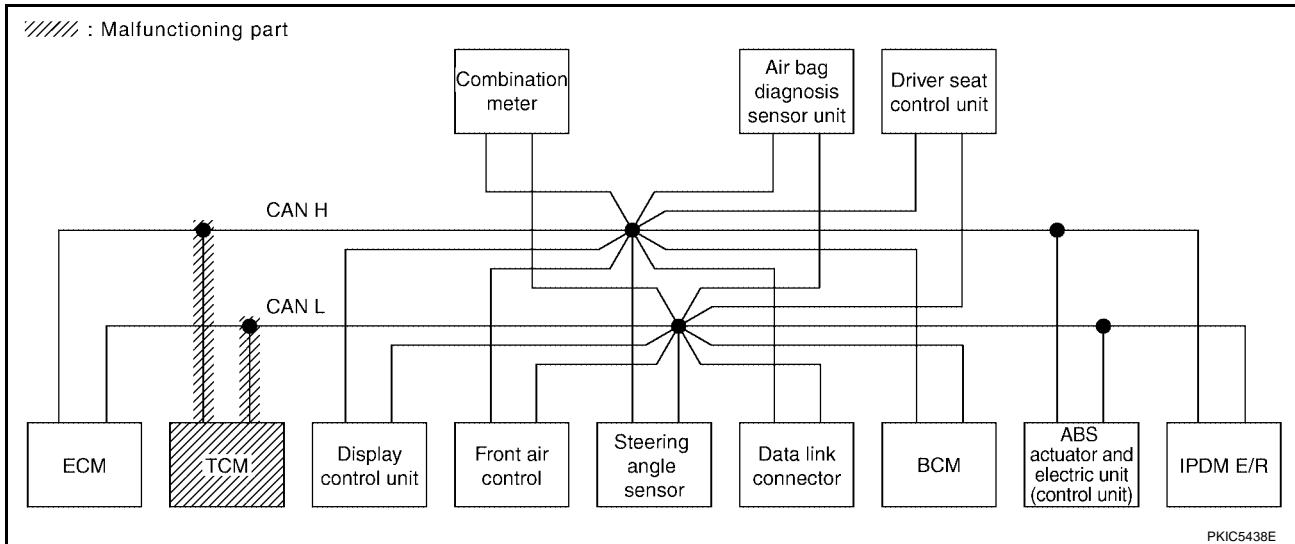 : Malfunctioning part
Combination
meter
Air bag
diagnosis
sensor unit
Driver seat
control unit
CAN H
CAN L
ECM
TCM
Display
control unit
Front air
control
Steering
angle
sensor
Data link
connector
BCM
ABS
actuator and
electric unit
(control unit)
IPDM E/R
PKIC5438E